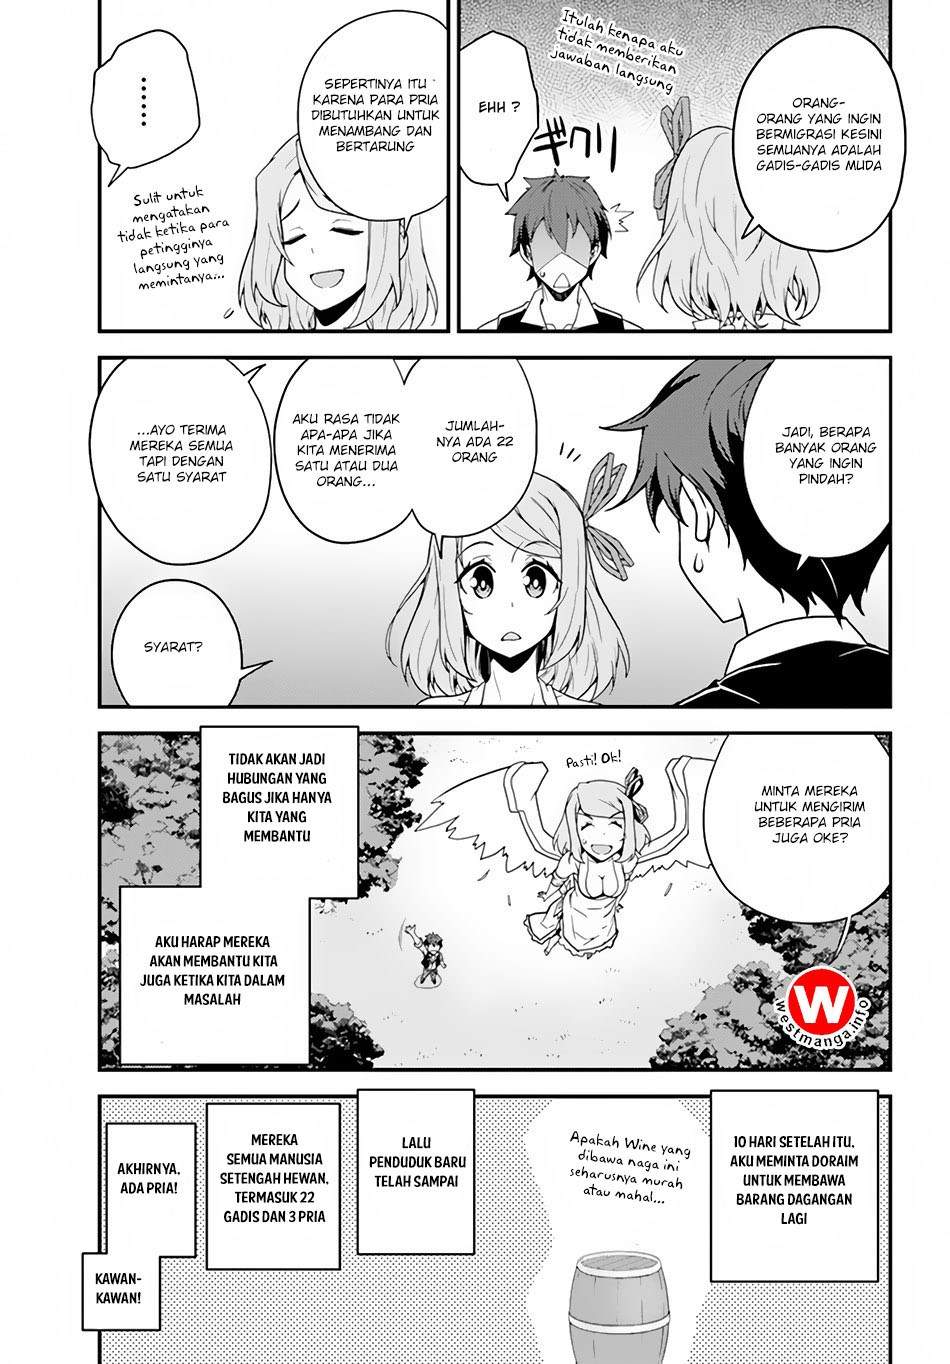 ORANG-
ORANG YANG INGIN
BERMIGRASI KESINI
SEMUANYA ADALAH
GADIS-GADIS MUDA
Itulah kenapa aku
tidak memberikan
jawaban langsung
EHH ?
ギクリ
SEPERTINYA ITU
KARENA PARA PRIA
DIBUTUHKAN UNTUK
MENAMBANG DAN
BERTARUNG
......
Sulit untuk
mengatakan
tidak ketika para
petingginya
langsung yang
memintanya...
JADI, BERAPA
BANYAK ORANG
YANG INGIN
PINDAH?
JUMLAH-
NYA ADA 22
ORANG
AKU RASA TIDAK
APA-APA JIKA
KITA MENERIMA
SATU ATAU DUA
ORANG...
...AYO TERIMA
MEREKA SEMUA
TAPI DENGAN
SATU SYARAT
SYARAT?
MINTA MEREKA
UNTUK MENGIRIM
BEBERAPA PRIA
JUGA OKE?
Pasti! Ok!
TIDAK AKAN JADI
HUBUNGAN YANG
BAGUS JIKA HANYA
KITA YANG
MEMBANTU
AKU HARAP MEREKA
AKAN MEMBANTU KITA
JUGA KETIKA KITA DALAM
MASALAH
W
westmanga.info
10 HARI SETELAH ITU,
AKU MEMINTA DORAIM
UNTUK MEMBAWA
BARANG DAGANGAN
LAGI
Apakah Wine yang
dibawa naga ini
seharusnya murah
atau mahal...
LALU
PENDUDUK BARU
TELAH SAMPAI
MEREKA
SEMUA MANUSIA
SETENGAH HEWAN,
TERMASUK 22
GADIS DAN 3 PRIA
AKHIRNYA,
ADA PRIA!
KAWAN-
KAWAN!